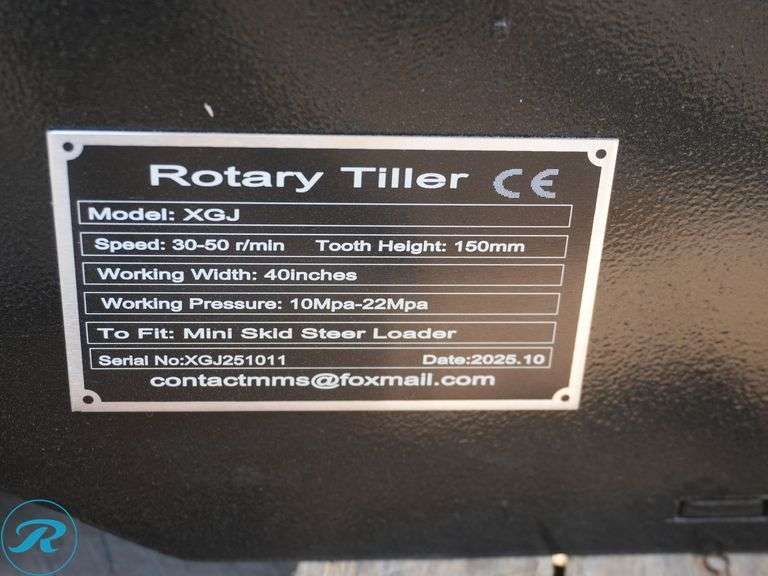 Rotary Tiller CE
Model: XGJ
Speed: 30-50 r/min Tooth Height: 150mm
Working Width: 40inches
Working Pressure: 10Mpa-22Mpa
To Fit: Mini Skid Steer Loader
Serial No:XGJ251011 Date:2025.10
contactmms@foxmail.com
R